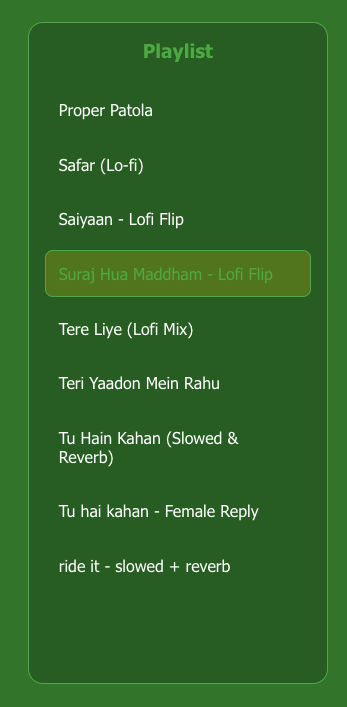 Playlist
Proper Patola
Safar (Lo-fi)
Saiyaan - Lofi Flip
Suraj Hua Maddham - Lofi Flip
Tere Liye (Lofi Mix)
Teri Yaadon Mein Rahu
Tu Hain Kahan (Slowed &
Reverb)
Tu hai kahan - Female Reply
ride it - slowed + reverb